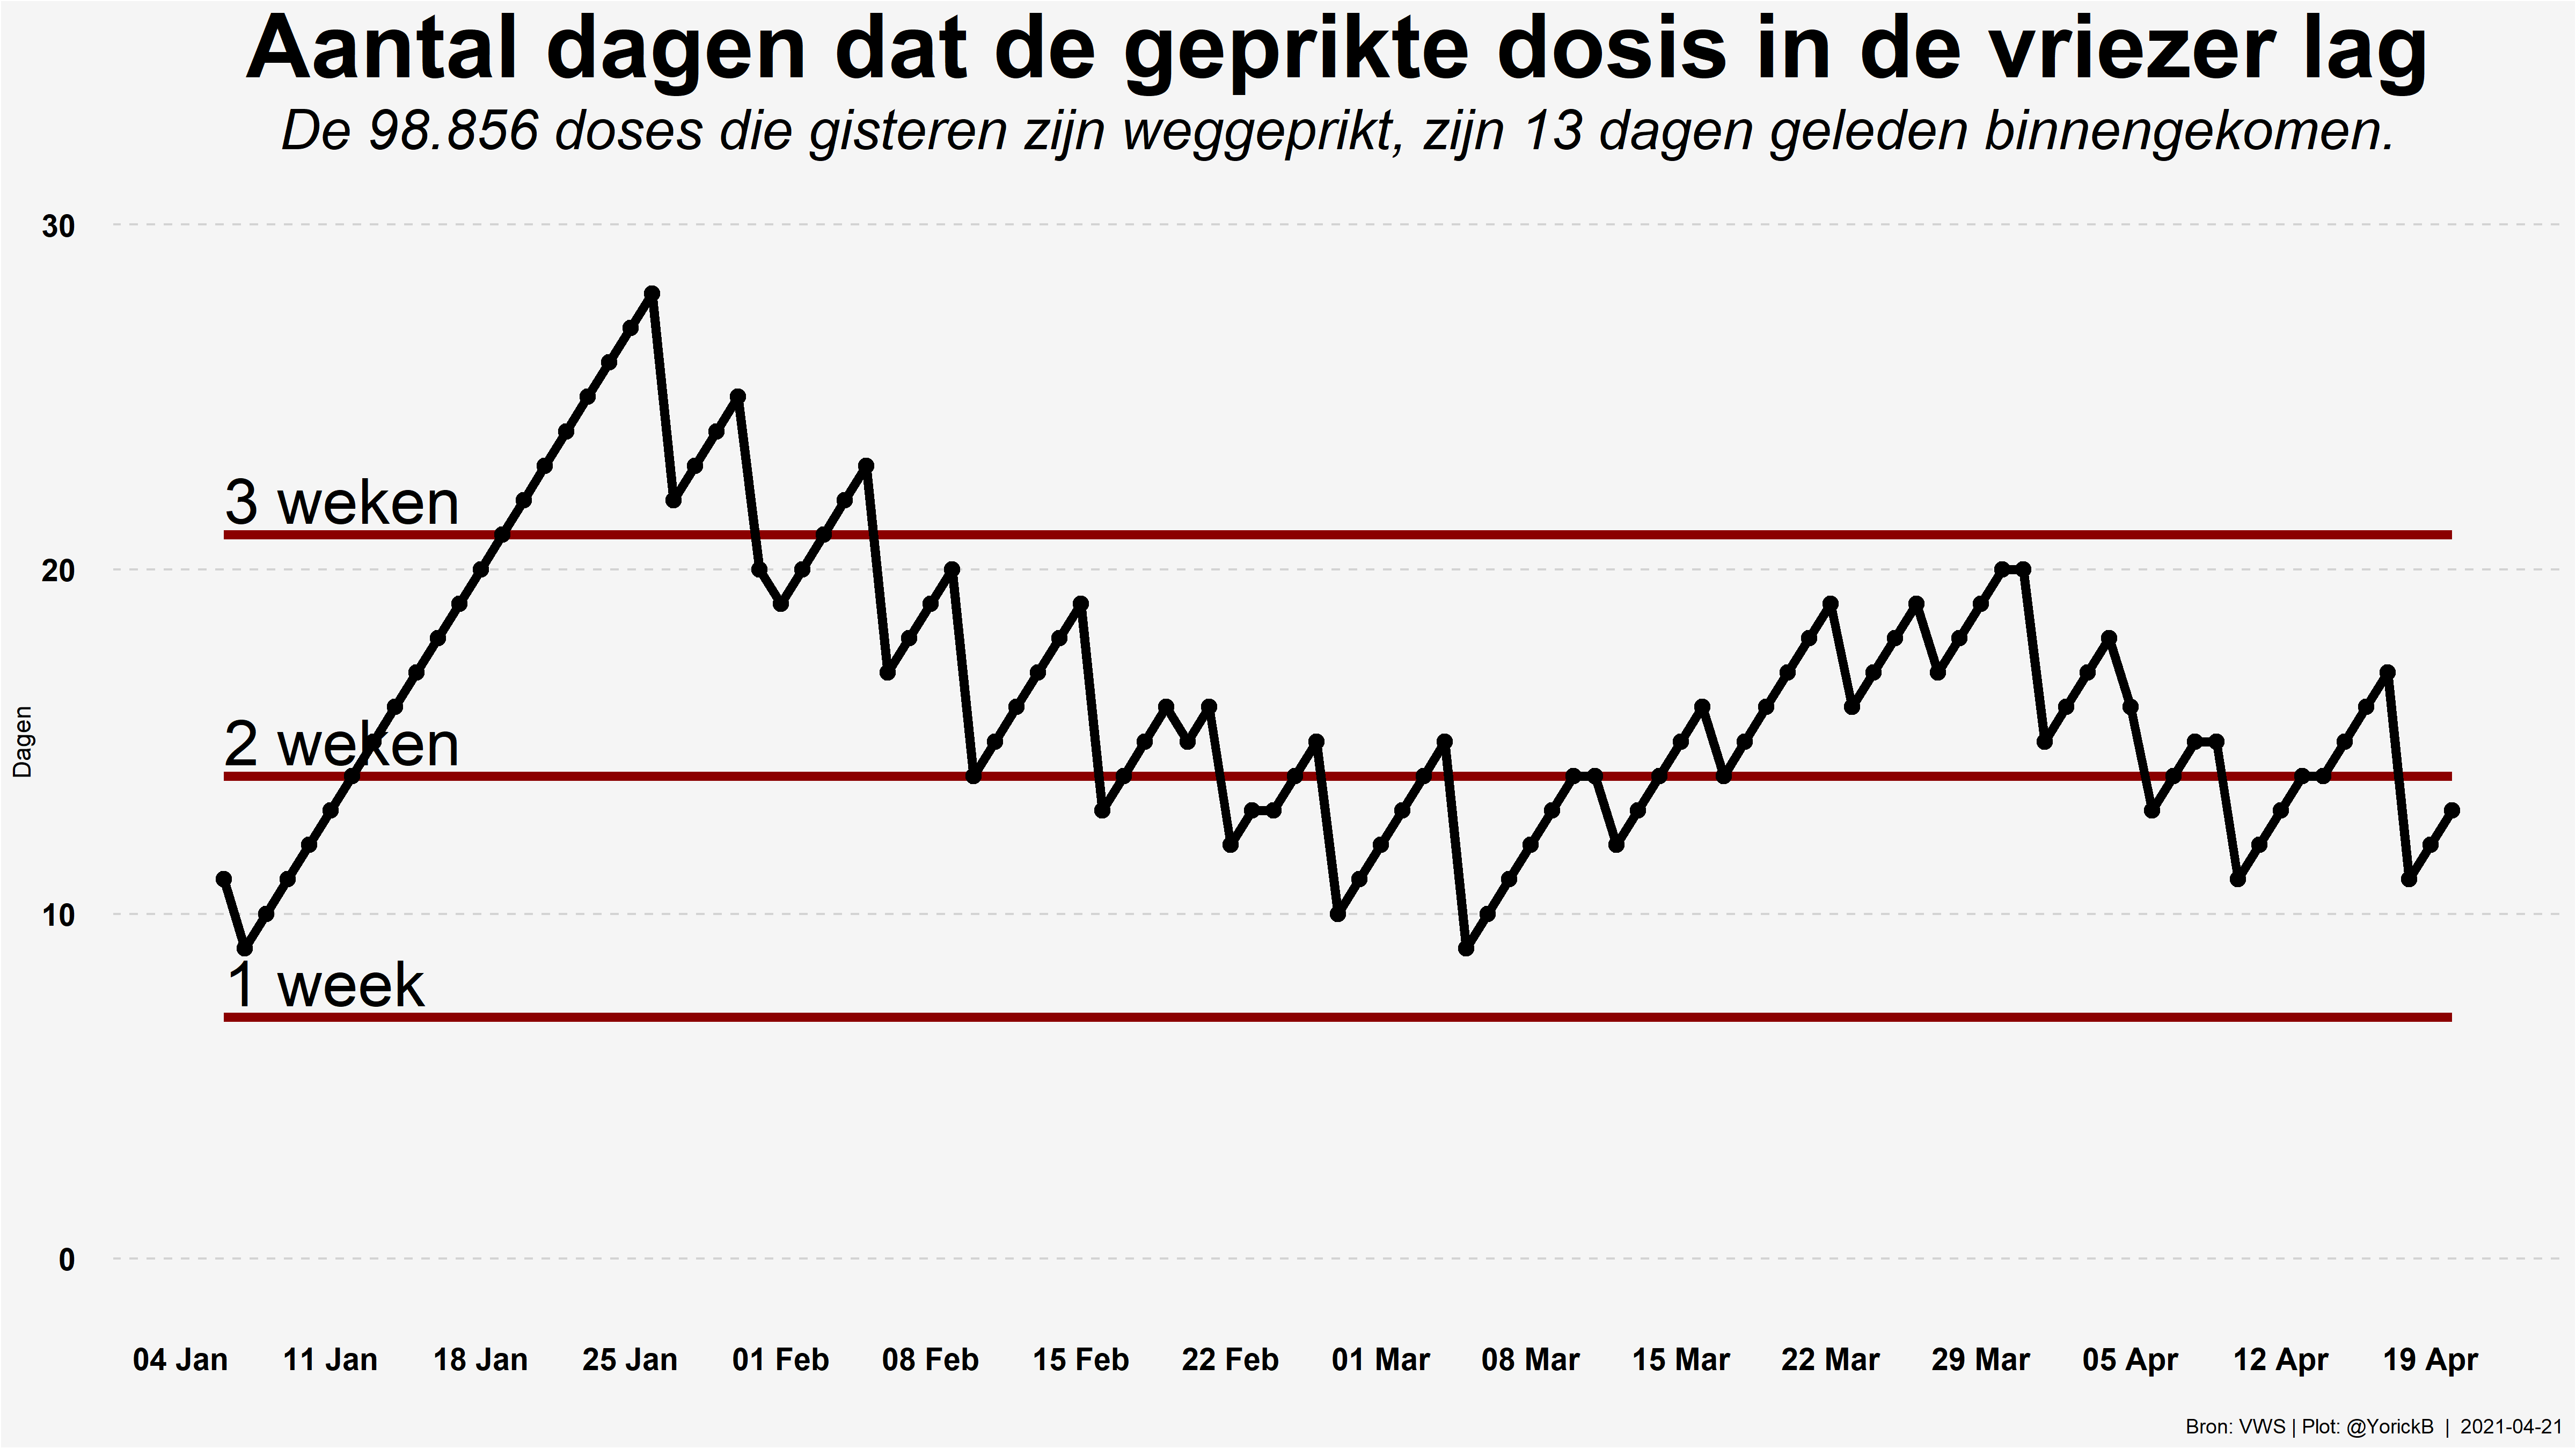 Aantal dagen dat de geprikte dosis in de vriezer lag
De 98.856 doses die gisteren zijn weggeprikt, zijn 13 dagen geleden binnengekomen.
30
3 weken
20
2 weken
Dagen
10
1 week
0
04 Jan 11 Jan 18 Jan 25 Jan 01 Feb 08 Feb 15 Feb 22 Feb 01 Mar 08 Mar 15 Mar 22 Mar 29 Mar 05 Apr 12 Apr 19 Apr
Bron: VWS | Plot: @YorickB | 2021-04-21